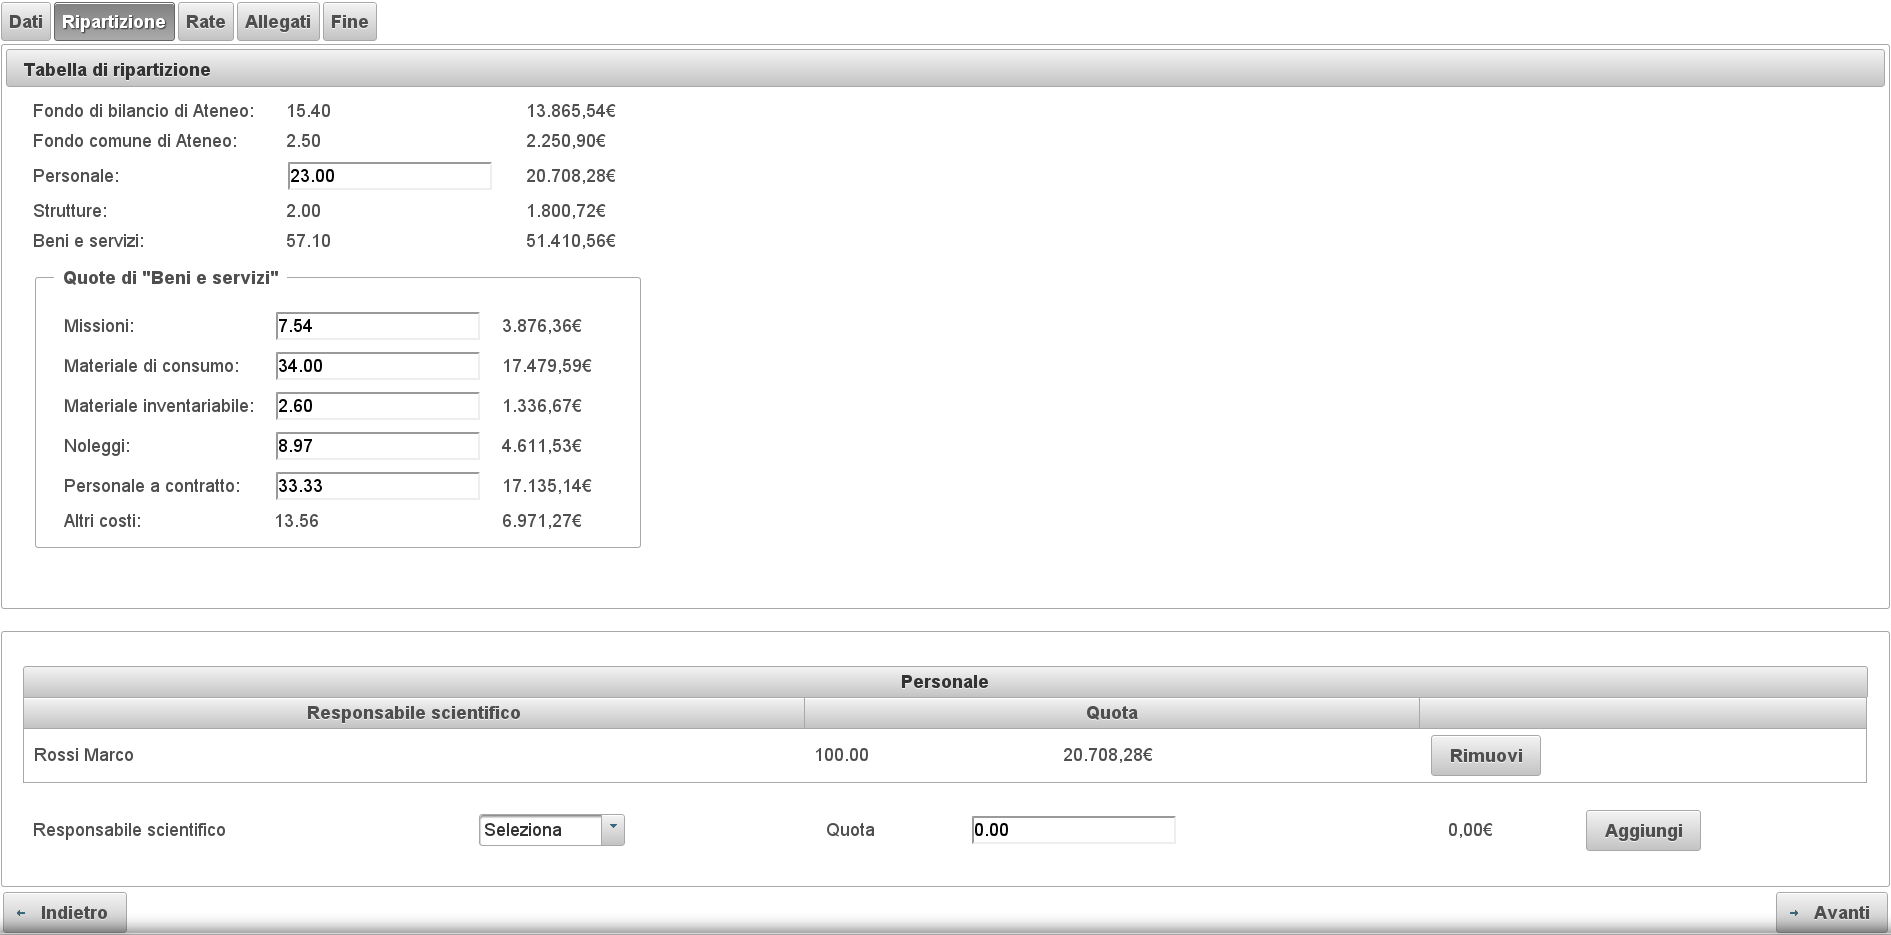 Dati Ripartizione Rate Allegati Fine
Tabella di ripartizione
Fondo di bilancio di Ateneo: 15.40 13.865,54€
Fondo comune di Ateneo: 2.50 2.250,90€
Personale: 23.00 20.708,28€
Strutture: 2.00 1.800,72€
Beni e servizi: 57.10 51.410,56€
Quote di "Beni e servizi"
Missioni: 7.54 3.876,36€
Materiale di consumo: 34.00 17.479,59€
Materiale inventariabile: 2.60 1.336,67€
Noleggi: 8.97 4.611,53€
Personale a contratto: 33.33 17.135,14€
Altri costi: 13.56 6.971,27€
Personale
Responsabile scientifico Quota
Rossi Marco 100.00 20.708,28€ Rimuovi
Responsabile scientifico Seleziona Quota 0.00 0,00€ Aggiungi
Indietro Avanti